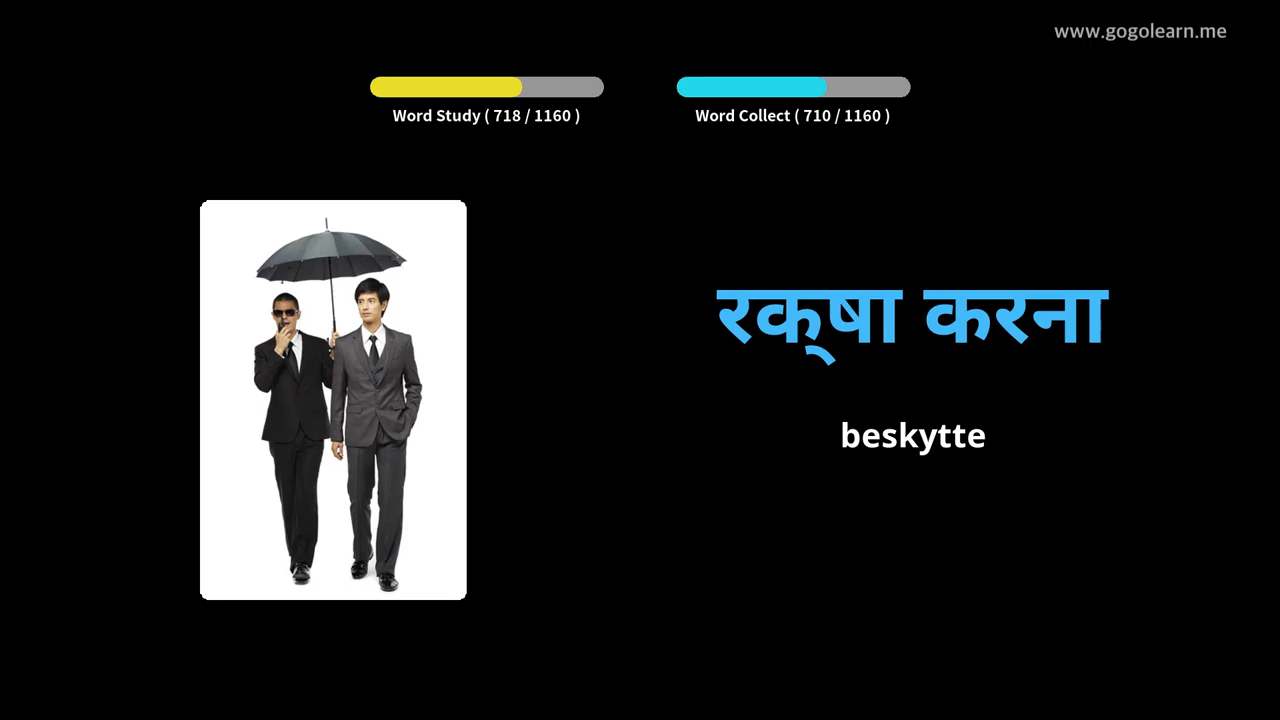 www.gogolearn.me
Word Study ( 718 / 1160 )
Word Collect ( 710 / 1160 )
रक्षा करना
beskytte